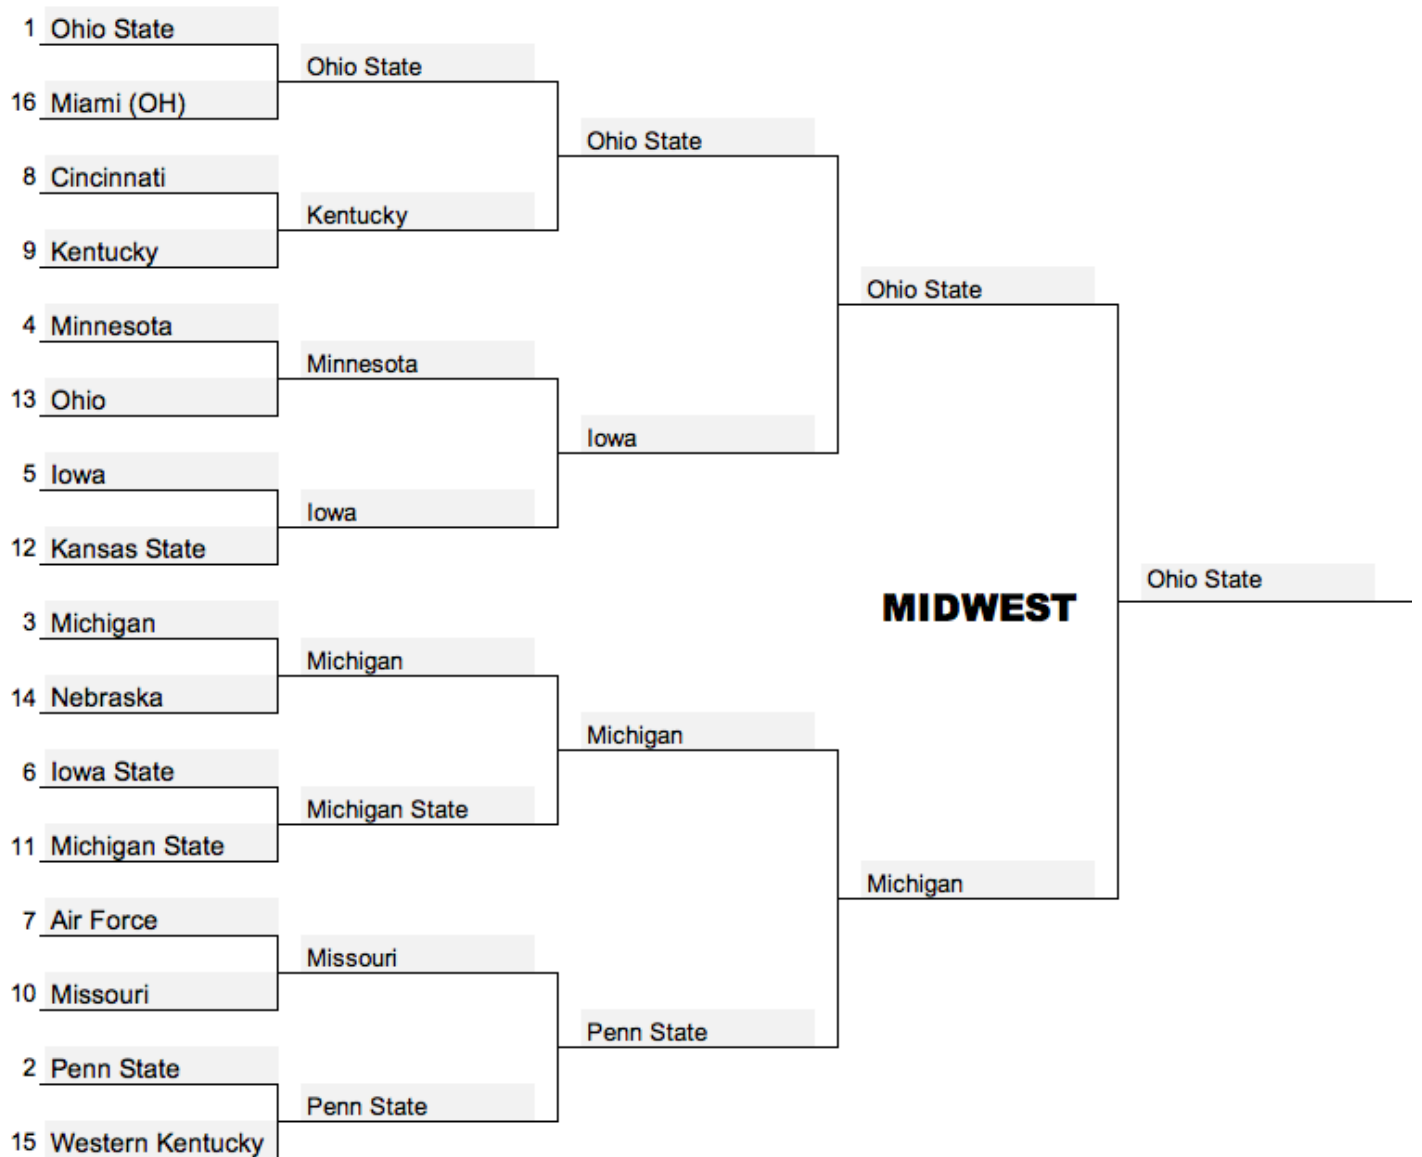 1 Ohio State
16 Miami (OH)
8 Cincinnati
9 Kentucky
4 Minnesota
13 Ohio
5 Iowa
12 Kansas State
3 Michigan
14 Nebraska
6 Iowa State
11 Michigan State
7 Air Force
10 Missouri
2 Penn State
15 Western Kentucky
Ohio State
Kentucky
Minnesota
Iowa
Michigan
Michigan State
Missouri
Penn State
Ohio State
Iowa
Michigan
Penn State
Ohio State
Michigan
MIDWEST
Ohio State